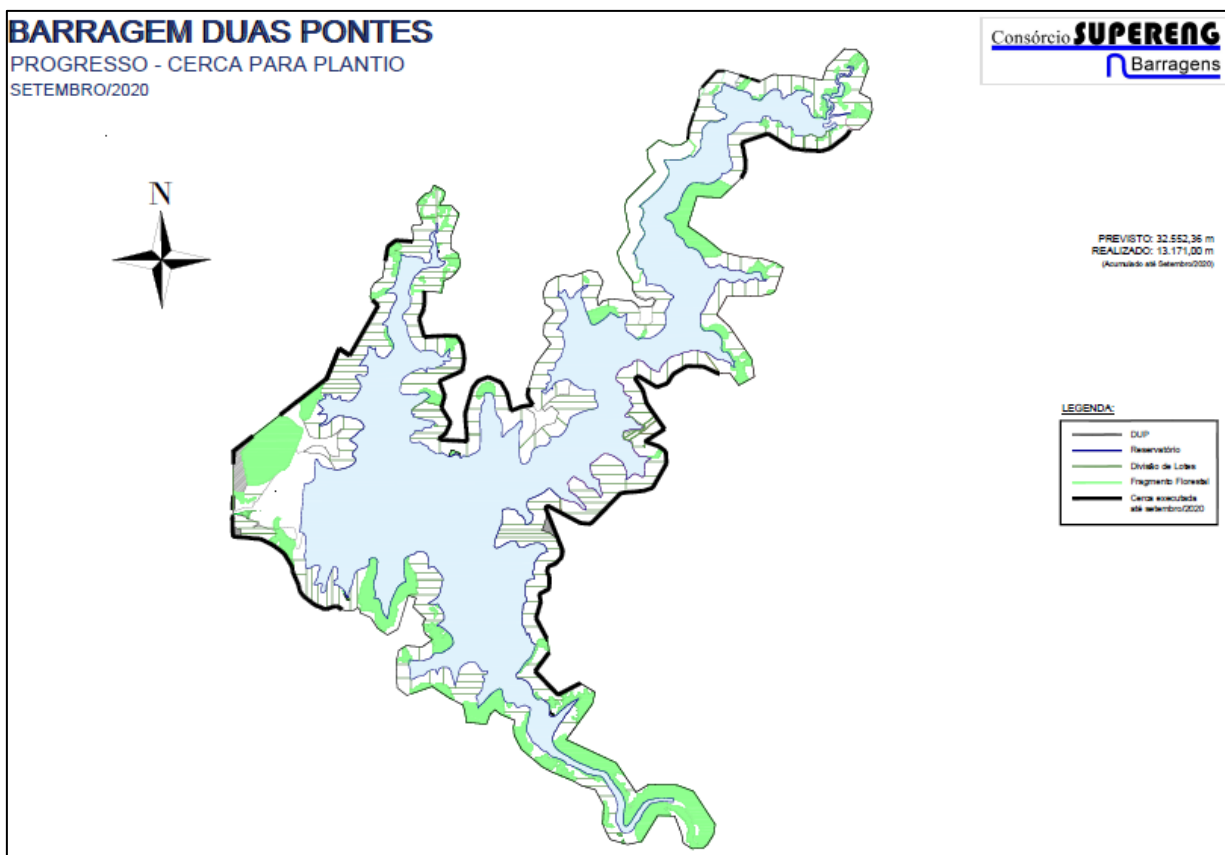 BARRAGEM DUAS PONTES
PROGRESSO - CERCA PARA PLANTIO
SETEMBRO/2020
Consórcio SUPERENG
Barragens
N
PREVISTO: 32.552,36 m
REALIZADO: 13.171,00 m
(Acumulado até Setembro/2020)
LEGENDA:
DUP
Reservatório
Divisão de Lotes
Fragmento Florestal
Cerca executada
até setembro/2020